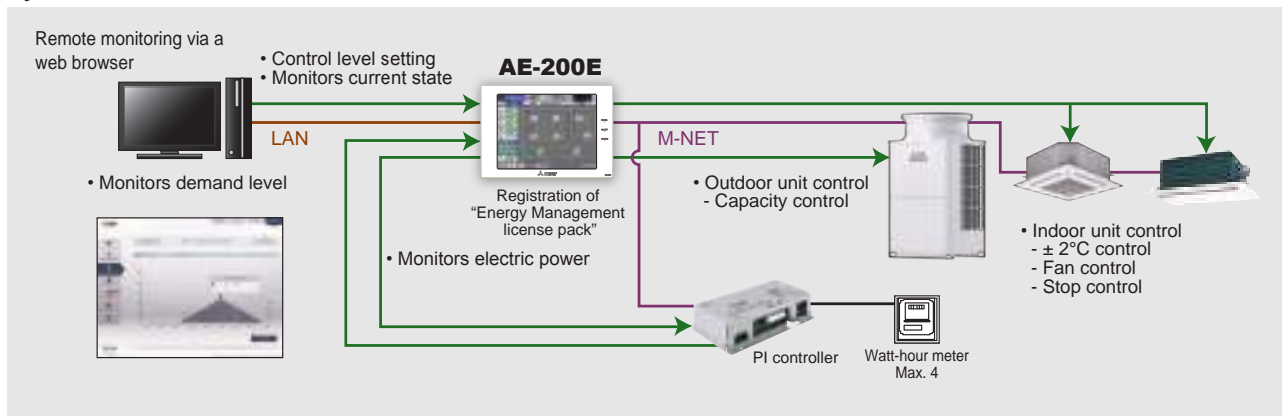 Remote monitoring via a
web browser
• Control level setting
• Monitors current state
AE-200E
LAN
M-NET
• Monitors demand level
Registration of
“Energy Management
license pack”
• Outdoor unit control
- Capacity control
• Indoor unit control
- ± 2°C control
- Fan control
- Stop control
• Monitors electric power
PI controller
Watt-hour meter
Max. 4